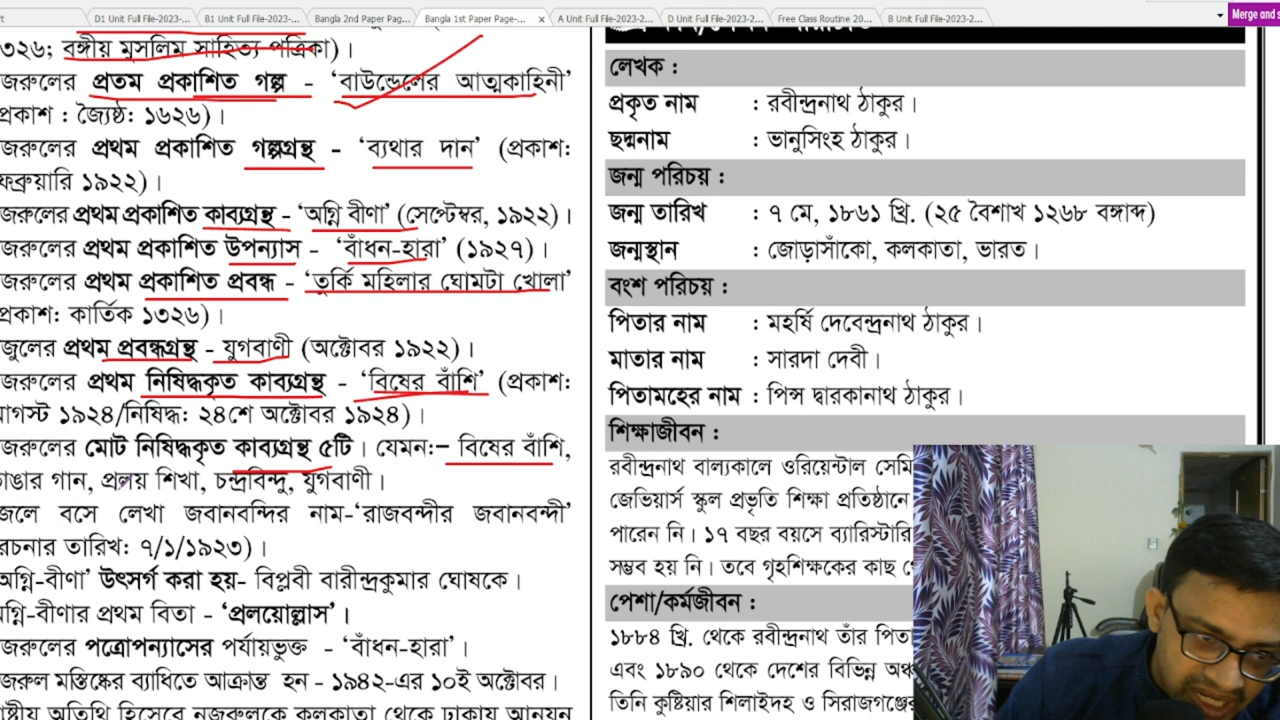 D1 Unit Full File-2023-...
B1 Unit Full File-2023-...
Bangla 2nd Paper Pag...
Bangla 1st Paper Page-...
A Unit Full File-2023-2...
D Unit Full File-2023-2...
Free Class Routine 20...
B Unit Full File-2023-2...
Merge and s
৩২৬; বঙ্গীয় মুসলিম সাহিত্য পত্রিকা)।
জরুলের প্রতম প্রকাশিত গল্প - ‘বাউন্ডেলের আত্মকাহিনী’
প্রকাশ : জ্যৈষ্ঠ: ১৬২৬)।
জরুলের প্রথম প্রকাশিত গল্পগ্রন্থ - ‘ব্যথার দান’ (প্রকাশ:
ফেব্রুয়ারি ১৯২২)।
জরুলের প্রথম প্রকাশিত কাব্যগ্রন্থ - ‘অগ্নি বীণা’ (সেপ্টেম্বর, ১৯২২)।
জরুলের প্রথম প্রকাশিত উপন্যাস - ‘বাঁধন-হারা’ (১৯২৭)।
জরুলের প্রথম প্রকাশিত প্রবন্ধ - ‘তুর্কি মহিলার ঘোমটা খোলা’
প্রকাশ: কার্তিক ১৩২৬)।
জুলের প্রথম প্রবন্ধগ্রন্থ - যুগবাণী (অক্টোবর ১৯২২)।
জরুলের প্রথম নিষিদ্ধকৃত কাব্যগ্রন্থ - ‘বিষের বাঁশি’ (প্রকাশ:
আগস্ট ১৯২৪/নিষিদ্ধ: ২৪শে অক্টোবর ১৯২৪)।
জরুলের মোট নিষিদ্ধকৃত কাব্যগ্রন্থ ৫টি। যেমন:– বিষের বাঁশি,
ভাঙার গান, প্রলয় শিখা, চন্দ্রবিন্দু, যুগবাণী।
জেলে বসে লেখা জবানবন্দির নাম-‘রাজবন্দীর জবানবন্দী’
রচনার তারিখ: ৭/১/১৯২৩)।
অগ্নি-বীণা’ উৎসর্গ করা হয়- বিপ্লবী বারীন্দ্রকুমার ঘোষকে।
অগ্নি-বীণার প্রথম বিতা - ‘প্রলয়োল্লাস’।
জরুলের পত্রোপন্যাসের পর্যায়ভুক্ত - ‘বাঁধন-হারা’।
জরুল মস্তিষ্কের ব্যাধিতে আক্রান্ত হন - ১৯৪২-এর ১০ই অক্টোবর।
রাষ্ট্রীয় অতিথি হিসেবে নজরুলকে কলকাতা থেকে ঢাকায় আনয়ন
লেখক :
প্রকৃত নাম : রবীন্দ্রনাথ ঠাকুর।
ছদ্মনাম : ভানুসিংহ ঠাকুর।
জন্ম পরিচয় :
জন্ম তারিখ : ৭ মে, ১৮৬১ খ্রি. (২৫ বৈশাখ ১২৬৮ বঙ্গাব্দ)
জন্মস্থান : জোড়াসাঁকো, কলকাতা, ভারত।
বংশ পরিচয় :
পিতার নাম : মহর্ষি দেবেন্দ্রনাথ ঠাকুর।
মাতার নাম : সারদা দেবী।
পিতামহের নাম : পিন্স দ্বারকানাথ ঠাকুর।
শিক্ষাজীবন :
রবীন্দ্রনাথ বাল্যকালে ওরিয়েন্টাল সেমি
জেভিয়ার্স স্কুল প্রভৃতি শিক্ষা প্রতিষ্ঠানে
পারেন নি। ১৭ বছর বয়সে ব্যারিস্টারি
সম্ভব হয় নি। তবে গৃহশিক্ষকের কাছ
পেশা/কর্মজীবন :
১৮৮৪ খ্রি. থেকে রবীন্দ্রনাথ তাঁর পিতা
এবং ১৮৯০ থেকে দেশের বিভিন্ন অঞ্চ
তিনি কুষ্টিয়ার শিলাইদহ ও সিরাজগঞ্জের